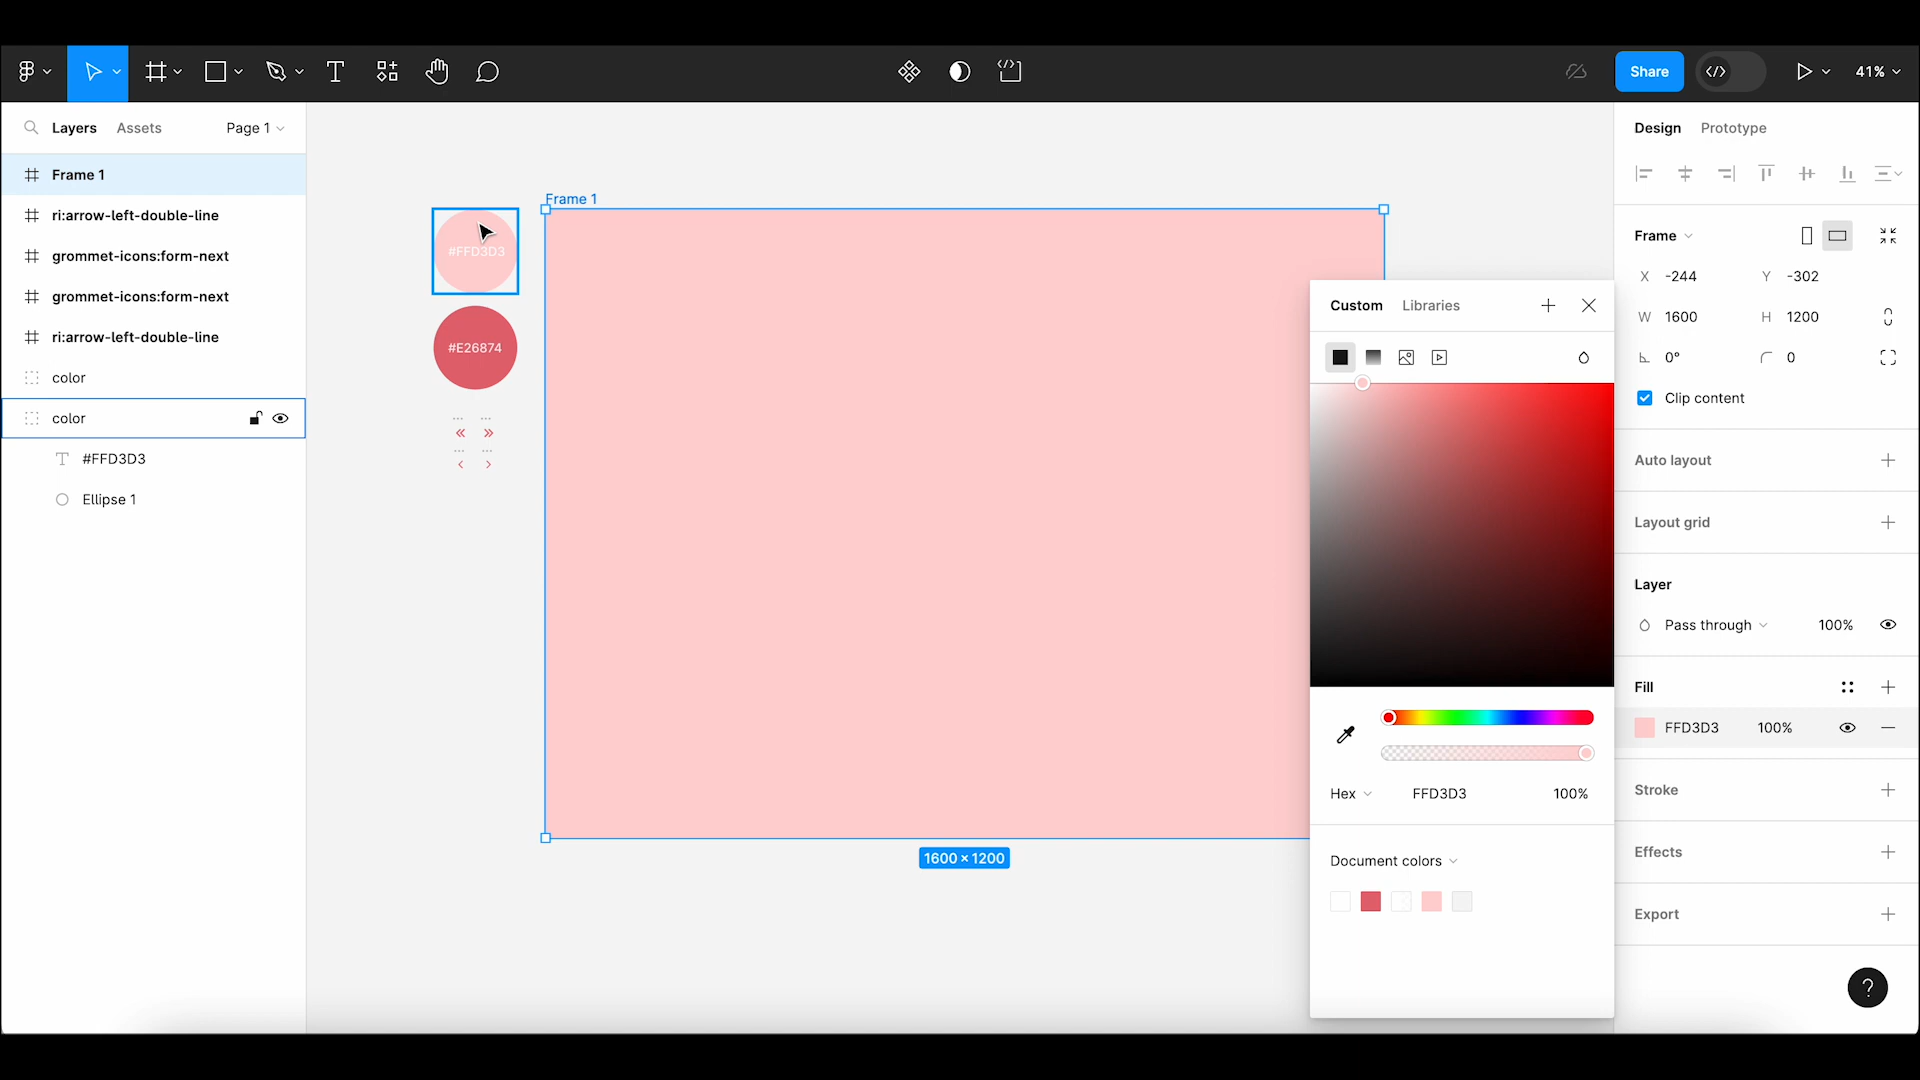 Share
41%
Layers Assets Page 1
Frame 1
ri:arrow-left-double-line
grommet-icons:form-next
grommet-icons:form-next
ri:arrow-left-double-line
color
color
#FFD3D3
Ellipse 1
Frame 1
#FFD3D3
#E26874
1600 × 1200
Custom Libraries
Hex FFD3D3 100%
Document colors
Design Prototype
Frame
X -244 Y -302
W 1600 H 1200
0° 0
Clip content
Auto layout
Layout grid
Layer
Pass through 100%
Fill
FFD3D3 100%
Stroke
Effects
Export
?